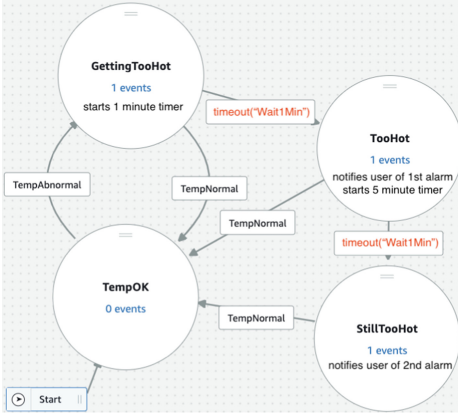 GettingTooHot
1 events
starts 1 minute timer
timeout("Wait1Min")
TooHot
1 events
notifies user of 1st alarm
starts 5 minute timer
TempAbnormal
TempNormal
TempNormal
timeout("Wait1Min")
TempOK
0 events
TempNormal
StillTooHot
1 events
notifies user of 2nd alarm
Start